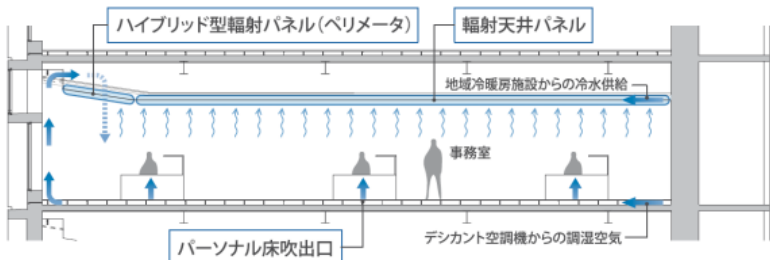 ハイブリッド型輻射パネル（ペリメータ）
輻射天井パネル
地域冷暖房施設からの冷水供給
事務室
パーソナル床吹出口
デシカント空調機からの調湿空気